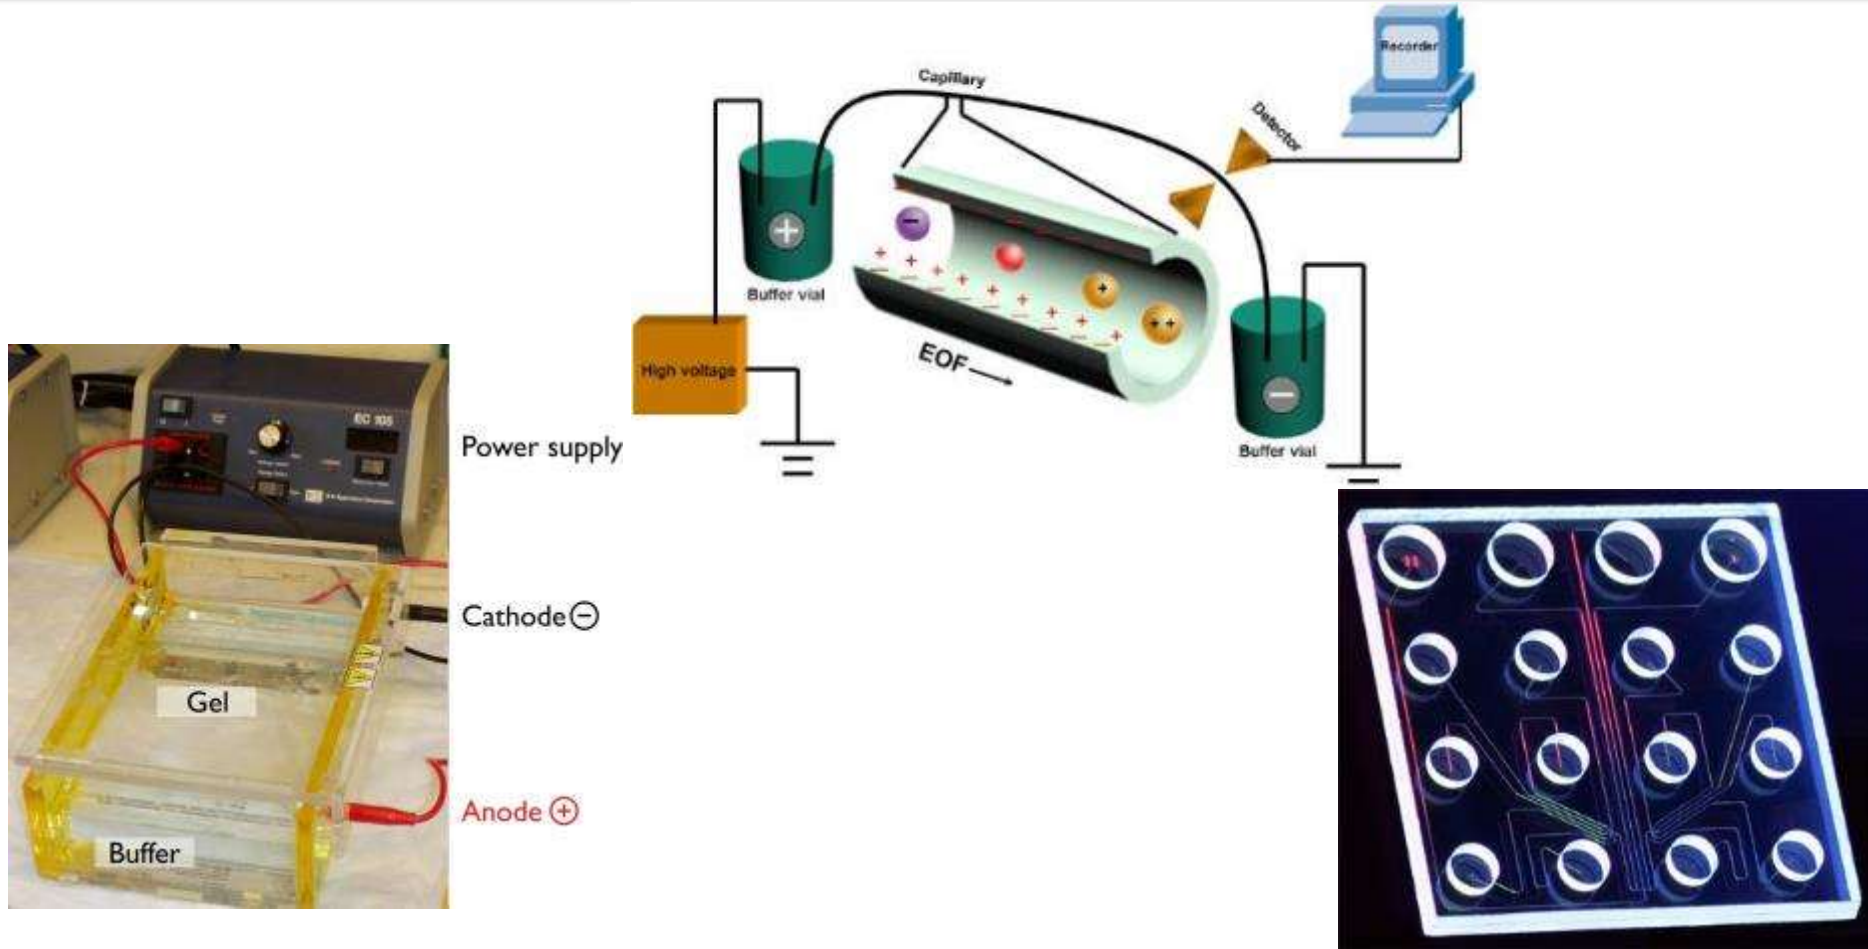 Recorder
Capillary
Detector
+
−
+
++
Buffer vial
High voltage
EOF
−
Buffer vial
EC 105
Power supply
Cathode −
Gel
Anode +
Buffer